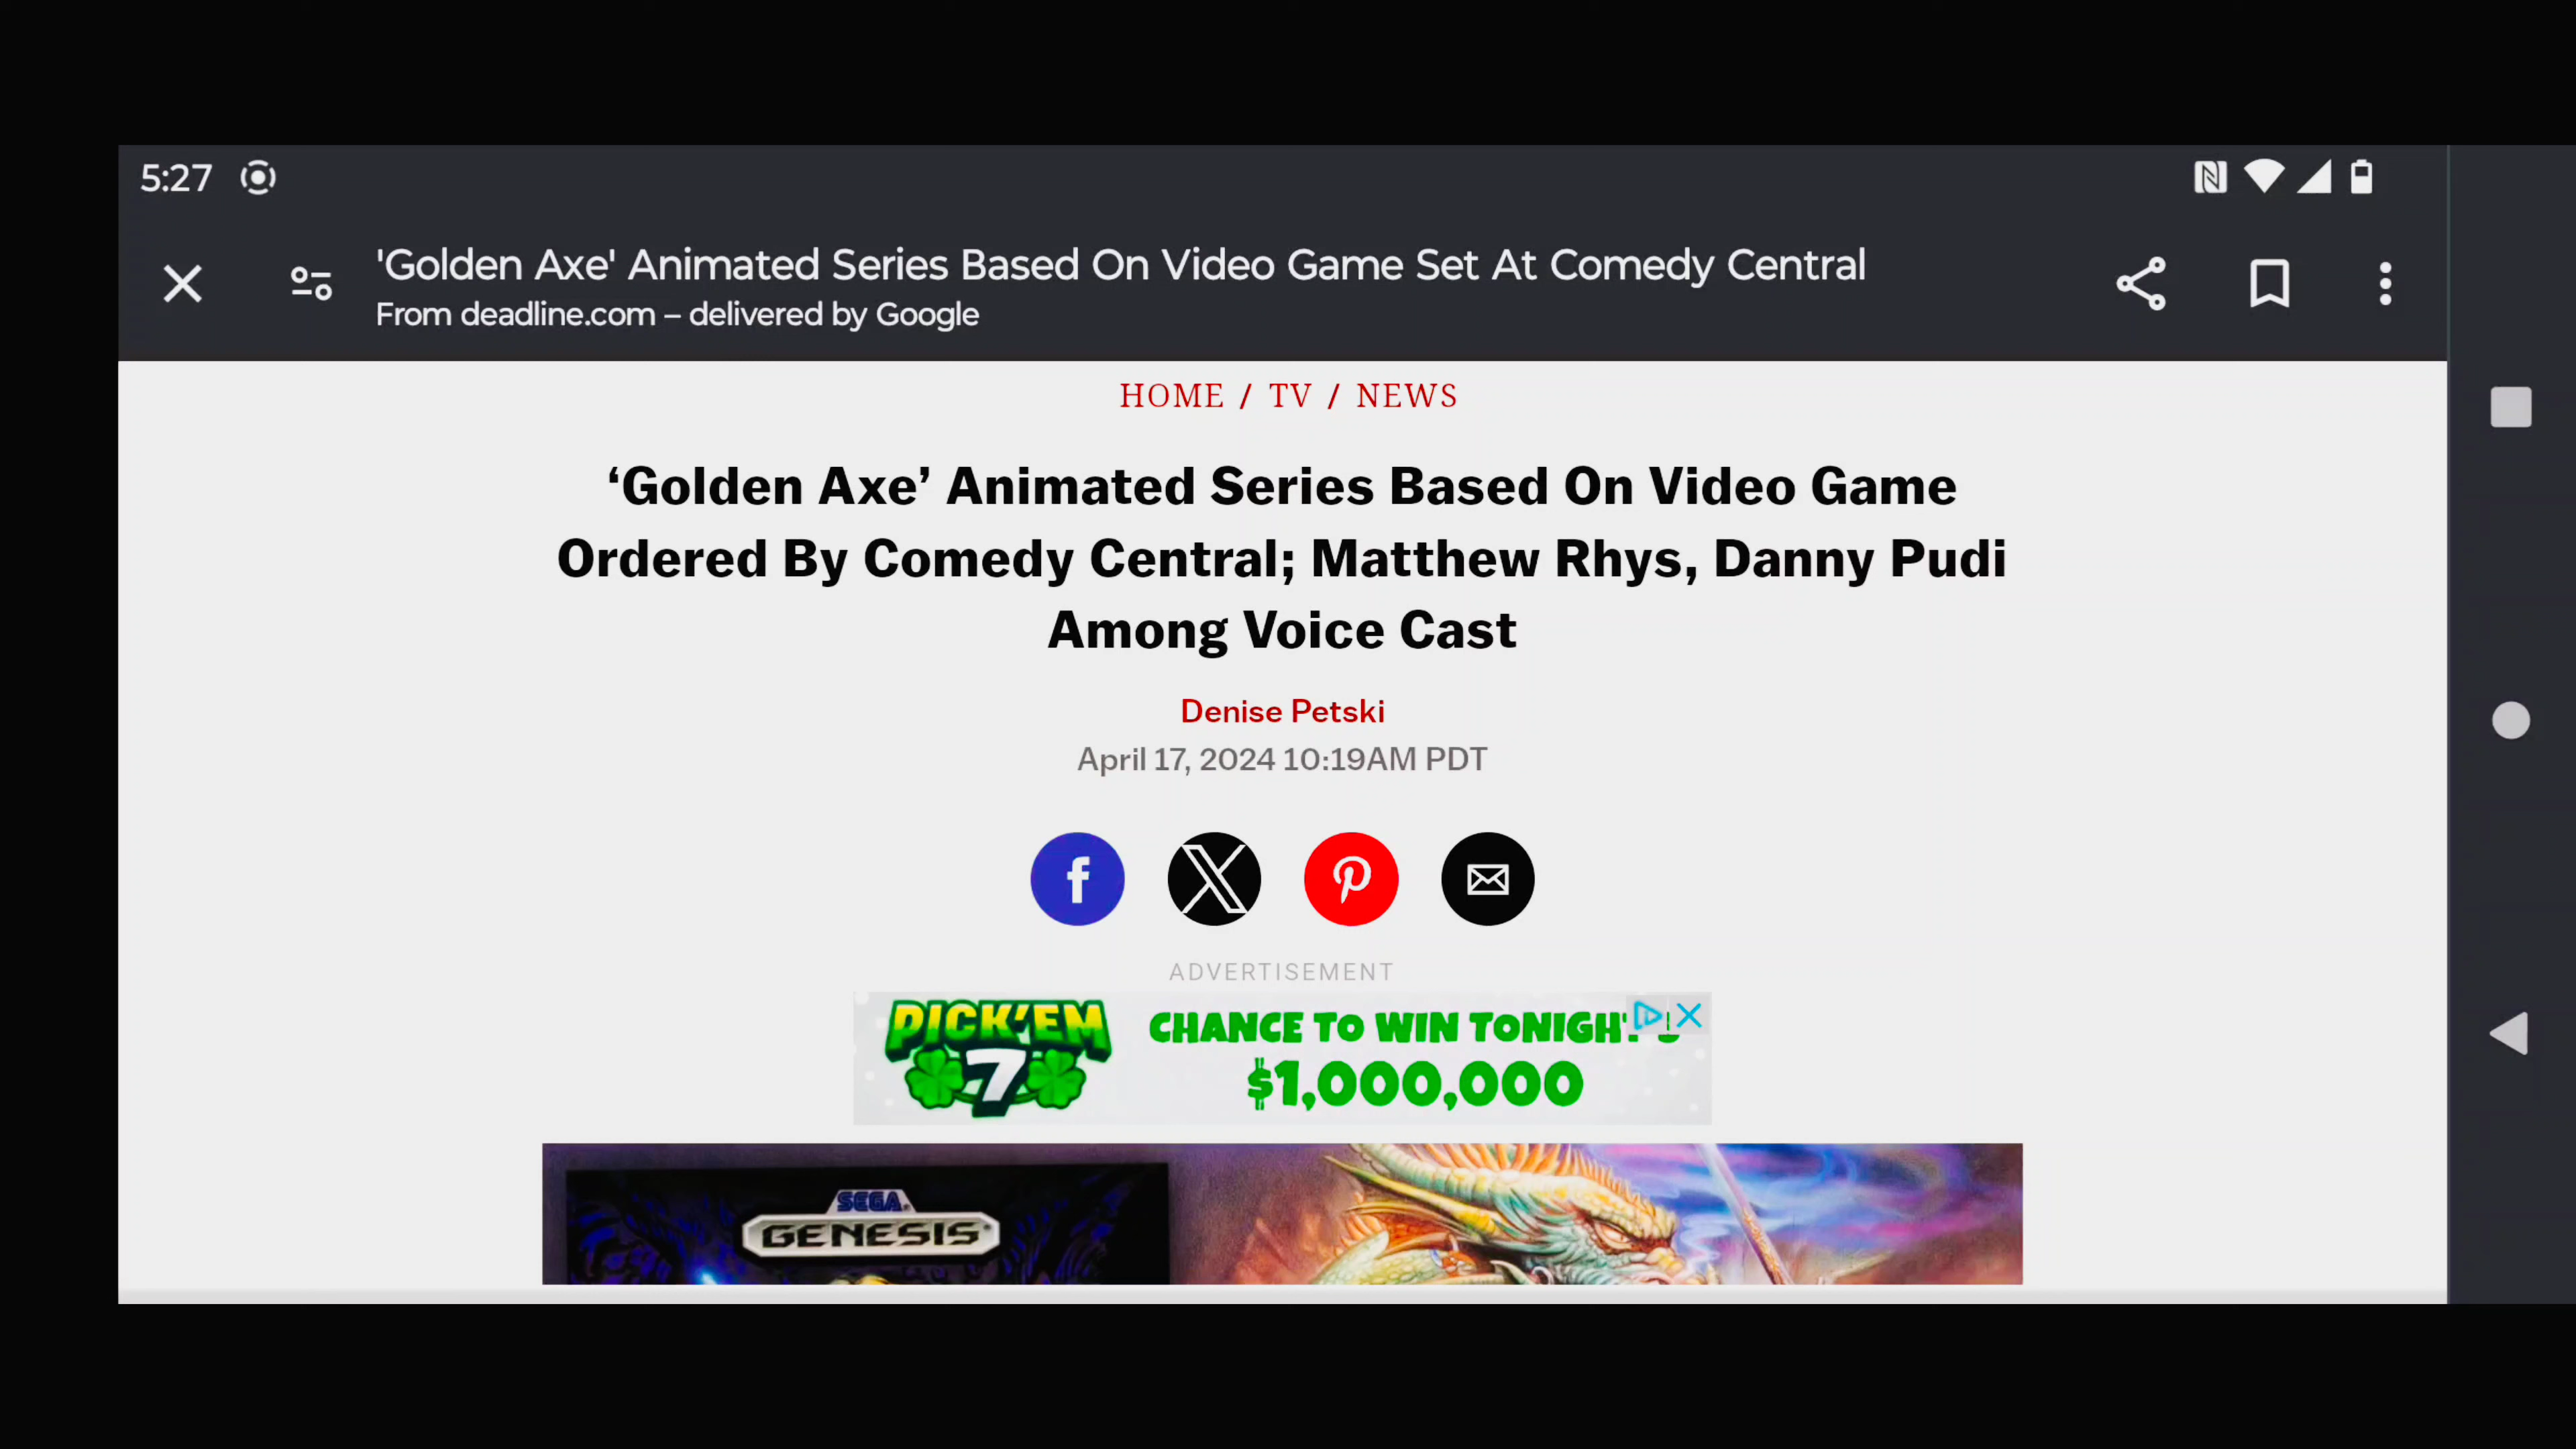 5:27
'Golden Axe' Animated Series Based On Video Game Set At Comedy Central
From deadline.com – delivered by Google
HOME / TV / NEWS
‘Golden Axe’ Animated Series Based On Video Game
Ordered By Comedy Central; Matthew Rhys, Danny Pudi
Among Voice Cast
Denise Petski
April 17, 2024 10:19AM PDT
ADVERTISEMENT
PICK'EM
7
CHANCE TO WIN
$1,000,000
SEGA
GENESIS